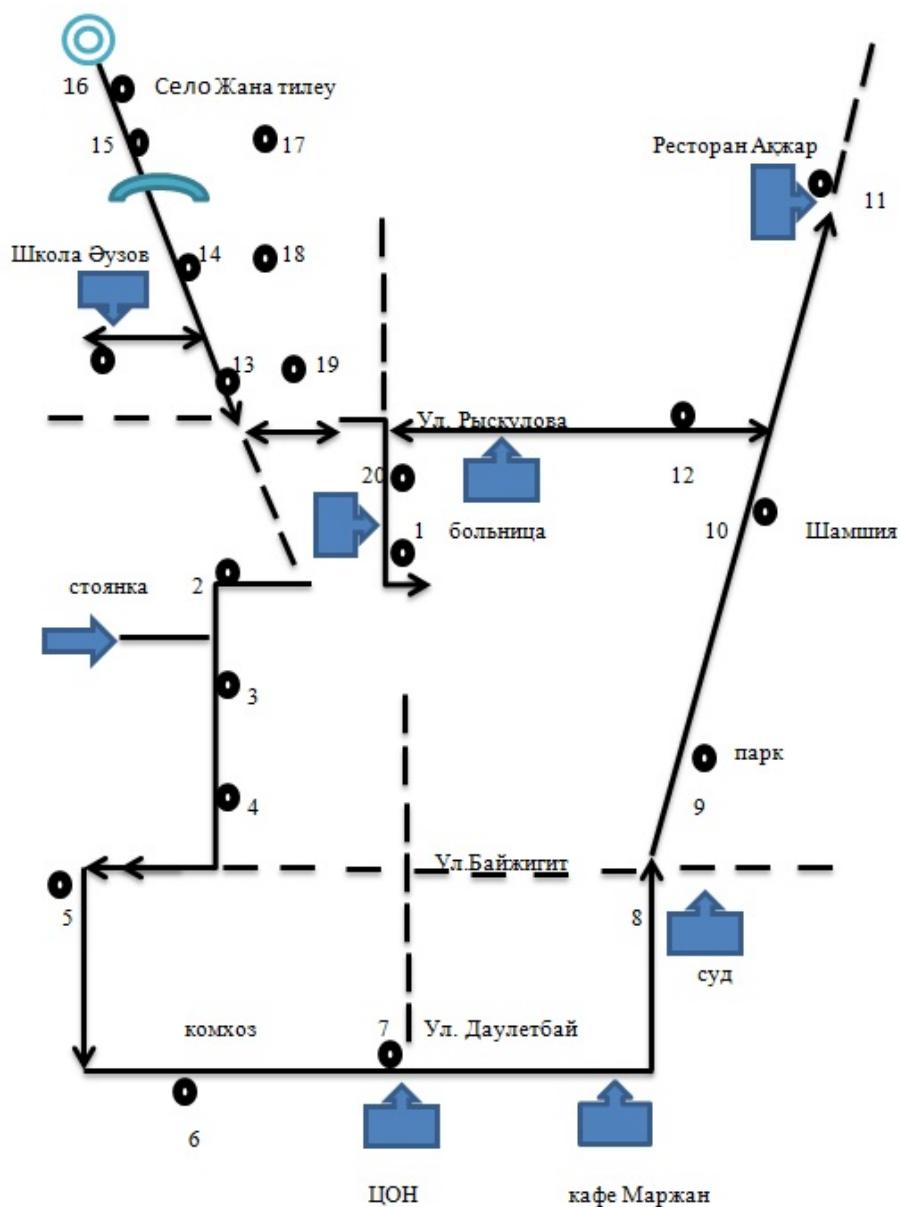 16 Село Жана тилеу
15
17
Ресторан Ақжар
11
Школа Әузов
14
18
13
19
Ул. Рыскулова
20
12
1
больница
10
Шамшия
стоянка
2
3
парк
4
9
Ул.Байжигит
5
8
суд
комхоз
7
Ул. Даулетбай
6
ЦОН
кафе Маржан